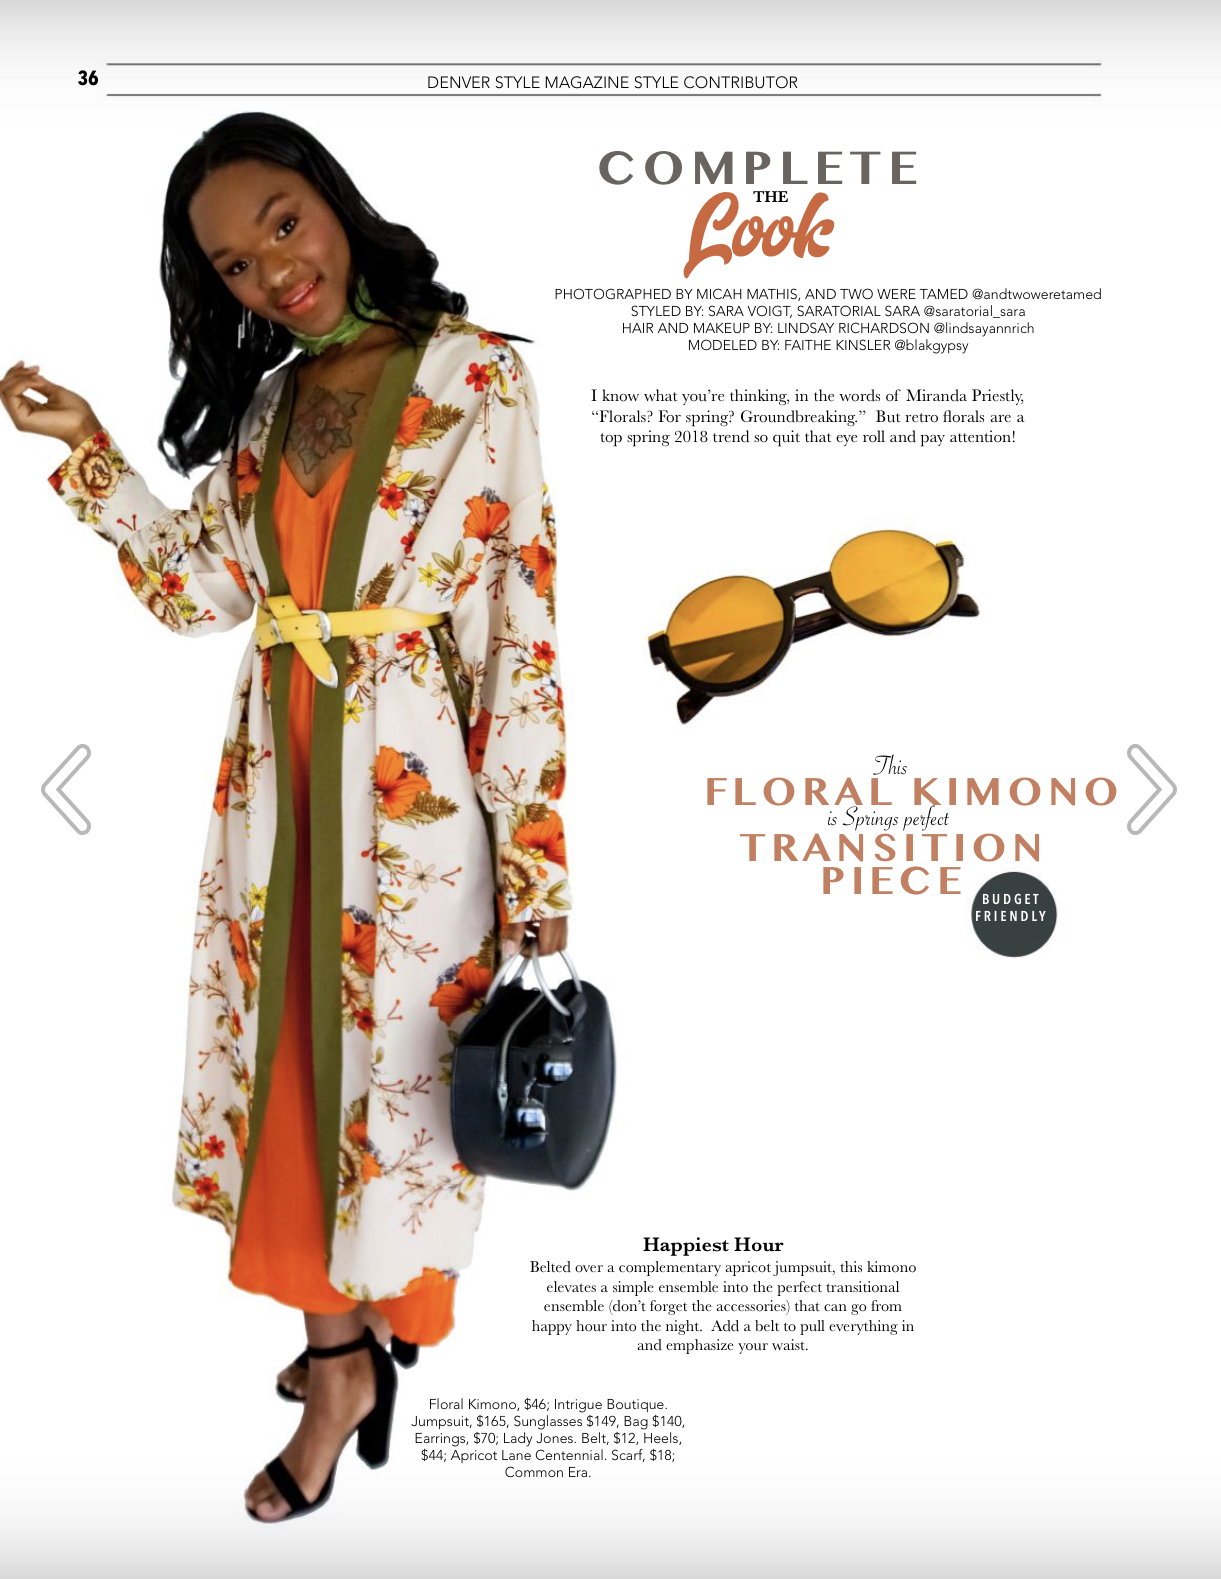 36
DENVER STYLE MAGAZINE STYLE CONTRIBUTOR
COMPLETE
THE
Look
PHOTOGRAPHED BY MICAH MATHIS, AND TWO WERE TAMED @andtwoweretamed
STYLED BY: SARA VOIGT, SARATORIAL SARA @saratorial_sara
HAIR AND MAKEUP BY: LINDSAY RICHARDSON @lindsayannrich
MODELED BY: FAITHE KINSLER @blakgypsy
I know what you’re thinking, in the words of Miranda Priestly,
“Florals? For spring? Groundbreaking.” But retro florals are a
top spring 2018 trend so quit that eye roll and pay attention!
This
FLORAL KIMONO
is Springs perfect
TRANSITION
PIECE
BUDGET
FRIENDLY
Happiest Hour
Belted over a complementary apricot jumpsuit, this kimono
elevates a simple ensemble into the perfect transitional
ensemble (don’t forget the accessories) that can go from
happy hour into the night. Add a belt to pull everything in
and emphasize your waist.
Floral Kimono, $46; Intrigue Boutique.
Jumpsuit, $165, Sunglasses $149, Bag $140,
Earrings, $70; Lady Jones. Belt, $12, Heels,
$44; Apricot Lane Centennial. Scarf, $18;
Common Era.